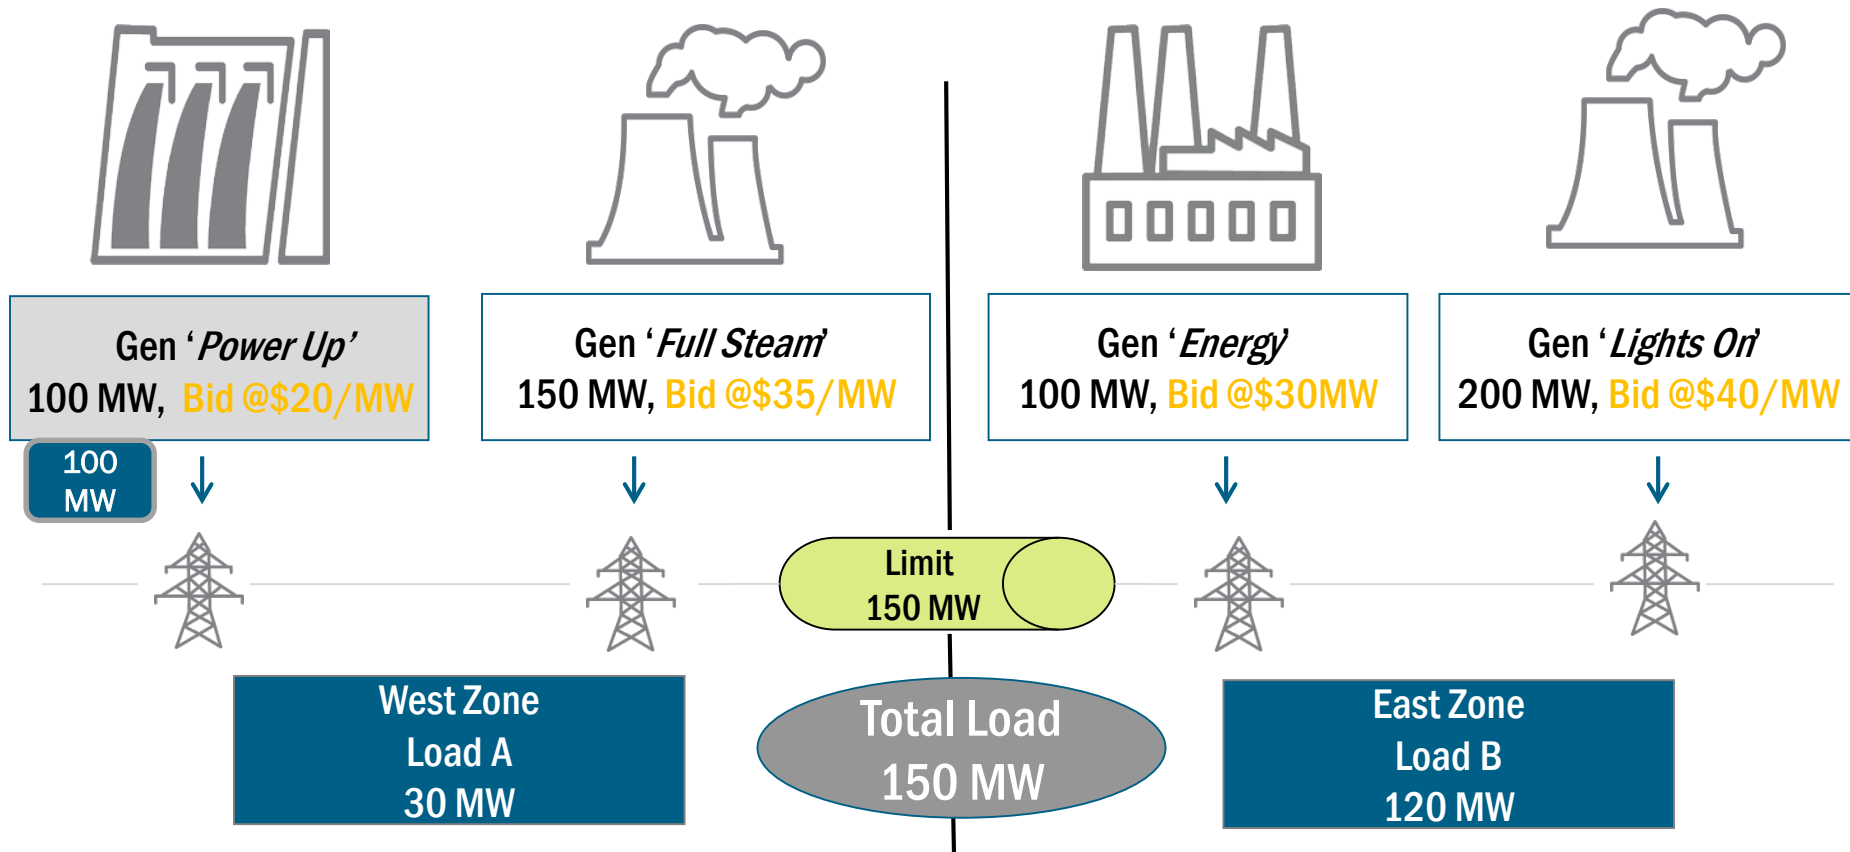 Gen ‘Power Up’
100 MW, Bid @$20/MW
Gen ‘Full Steam’
150 MW, Bid @$35/MW
Gen ‘Energy’
100 MW, Bid @$30MW
Gen ‘Lights On’
200 MW, Bid @$40/MW
100
MW
Limit
150 MW
West Zone
Load A
30 MW
Total Load
150 MW
East Zone
Load B
120 MW